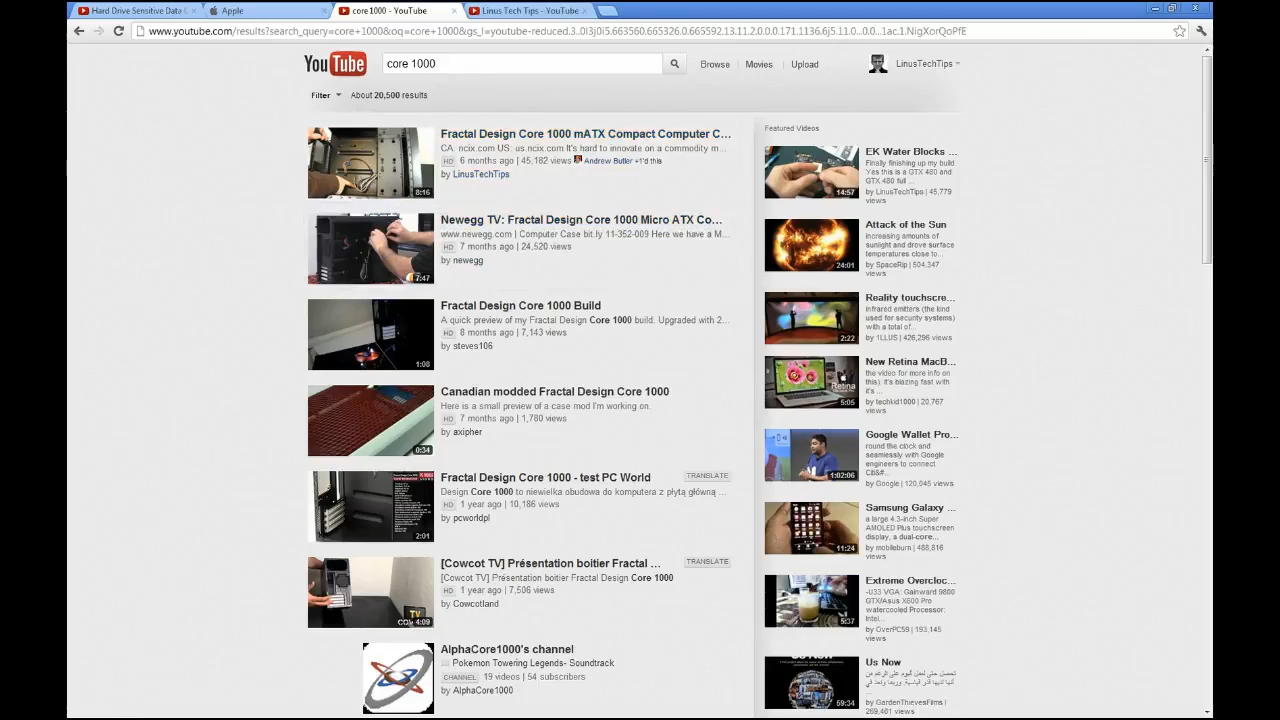 Hard Drive Sensitive Data
Apple
core 1000 - YouTube
Linus Tech Tips - YouTube
www.youtube.com/results?search_query=core+1000&oq=core+1000&gs_l=youtube-reduced.3..0l3j0i5.663560.665326.0.665926.13.11.2.0.0.0.171.1136.6j5.11.0...0.0...1ac.1.NigXorQoPfE
YouTube
core 1000
Browse
Movies
Upload
LinusTechTips
Filter
About 20,500 results
Fractal Design Core 1000 mATX Compact Computer C...
CA. ncix.com US: us.ncix.com It's hard to innovate on a commodity m...
HD 6 months ago | 45,182 views Andrew Butler +1'd this
by LinusTechTips
8:16
Newegg TV: Fractal Design Core 1000 Micro ATX Co...
www.newegg.com | Computer Case bit.ly 11-352-009 Here we have a M...
HD 7 months ago | 24,520 views
by newegg
7:47
Fractal Design Core 1000 Build
A quick preview of my Fractal Design Core 1000 build. Upgraded with 2...
HD 8 months ago | 7,143 views
by steves106
1:08
Canadian modded Fractal Design Core 1000
Here is a small preview of a case mod I'm working on.
HD 7 months ago | 1,780 views
by axipher
0:34
Fractal Design Core 1000 - test PC World
TRANSLATE
Design Core 1000 to niewielka obudowa do komputera z płytą główną ...
HD 1 year ago | 10,186 views
by pcworldpl
2:01
[Cowcot TV] Présentation boitier Fractal ...
TRANSLATE
[Cowcot TV] Présentation boitier Fractal Design Core 1000
HD 1 year ago | 7,506 views
by Cowcotland
TV
4:09
AlphaCore1000's channel
... Pokemon Towering Legends- Soundtrack
CHANNEL 19 videos | 54 subscribers
by AlphaCore1000
Featured Videos
EK Water Blocks ...
Finally finishing up my build
Yes this is a GTX 480 and
GTX 480 full ...
by LinusTechTips | 45,779
views
14:57
Attack of the Sun
increasing amounts of
sunlight and drove surface
temperatures close to...
by SpaceRip | 504,347
views
24:01
Reality touchscre...
infrared emitters (the kind
used for security systems)
with a total of...
by 1LLUS | 426,296 views
2:22
New Retina MacB...
the video for more info on
this). it's blazing fast with
it's ...
by techkid1000 | 20,767
views
Retina
5:05
Google Wallet Pro...
round the clock and
seamlessly with Google
engineers to connect
Citi&#...
by Google | 120,045 views
1:02:06
Samsung Galaxy ...
a large 4.3-inch Super
AMOLED Plus touchscreen
display, a dual-core...
by mobileburn | 488,816
views
11:24
Extreme Overcloc...
-U33 VGA: Gainward 9800
GTX/Asus X600 Pro
watercooled Processor:
Intel...
by OverPC59 | 193,145
views
5:37
Us Now
by GardenThievesFilms |
269,401 views
59:34